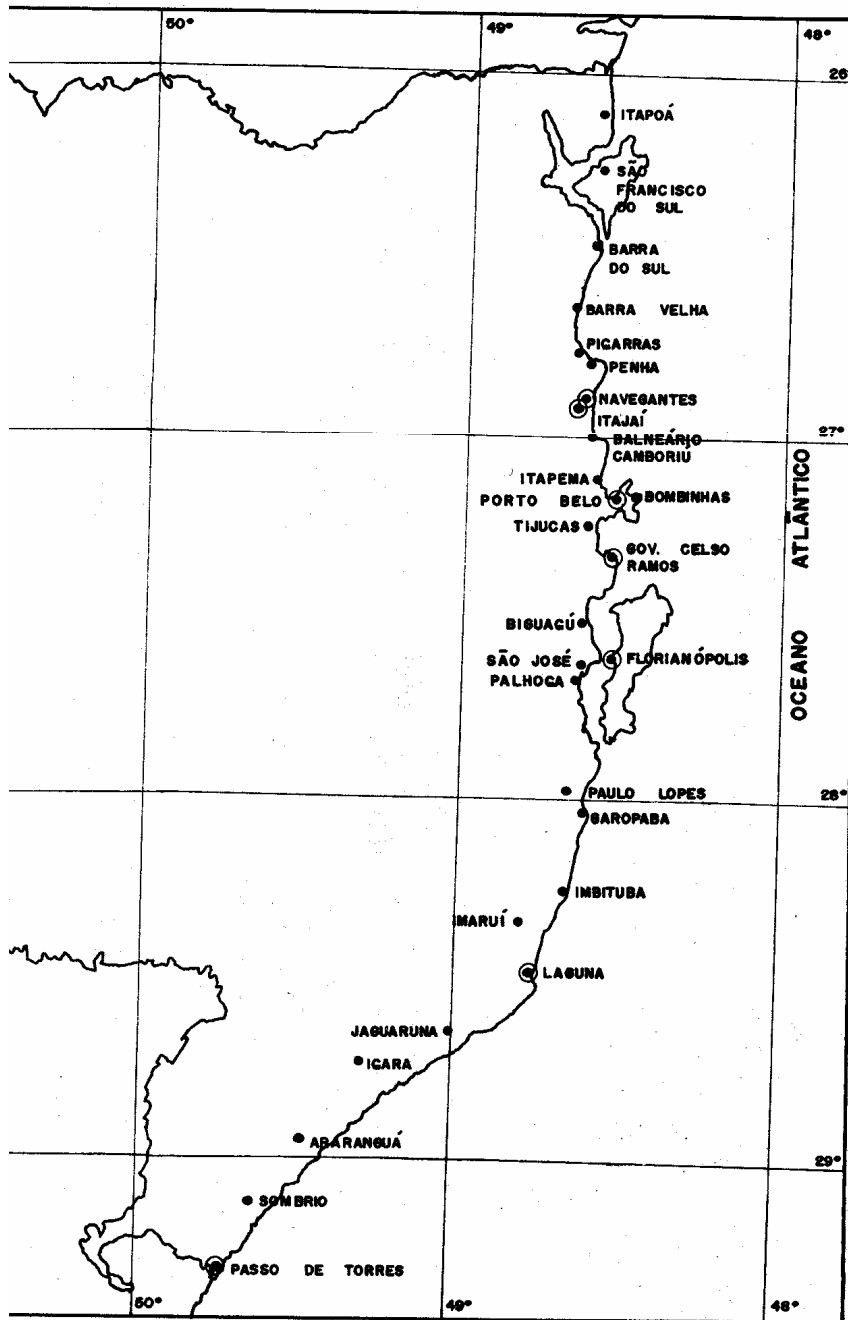 50°
49°
48°
26°
ITAPOÁ
SÃO
FRANCISCO
DO SUL
BARRA
DO SUL
BARRA VELHA
PIÇARRAS
PENHA
NAVEGANTES
ITAJAÍ
27°
BALNEÁRIO
CAMBORIÚ
ITAPEMA
PORTO BELO
BOMBINHAS
TIJUCAS
GOV. CELSO
RAMOS
OCEANO ATLÂNTICO
BIGUAÇÚ
SÃO JOSÉ
FLORIANÓPOLIS
PALHOÇA
PAULO LOPES
28°
GAROPABA
IMBITUBA
IMARUÍ
LAGUNA
JAGUARUNA
IÇARA
ARARANGUÁ
29°
SOMBRIO
PASSO DE TORRES
50°
49°
48°